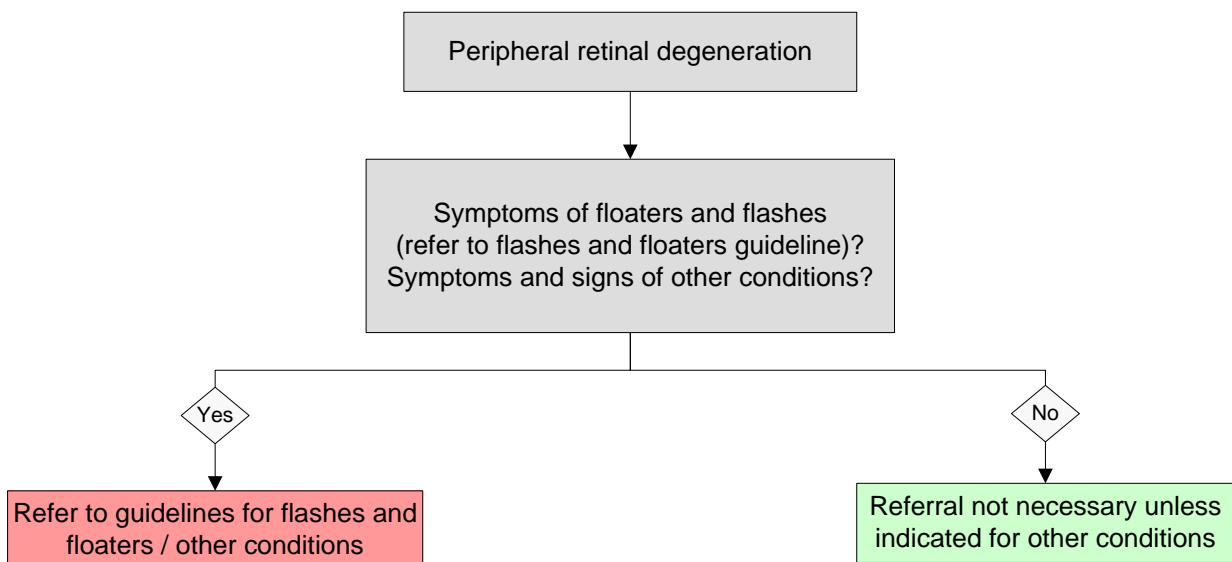 Peripheral retinal degeneration
Symptoms of floaters and flashes
(refer to flashes and floaters guideline)?
Symptoms and signs of other conditions?
Yes
No
Refer to guidelines for flashes and
floaters / other conditions
Referral not necessary unless
indicated for other conditions